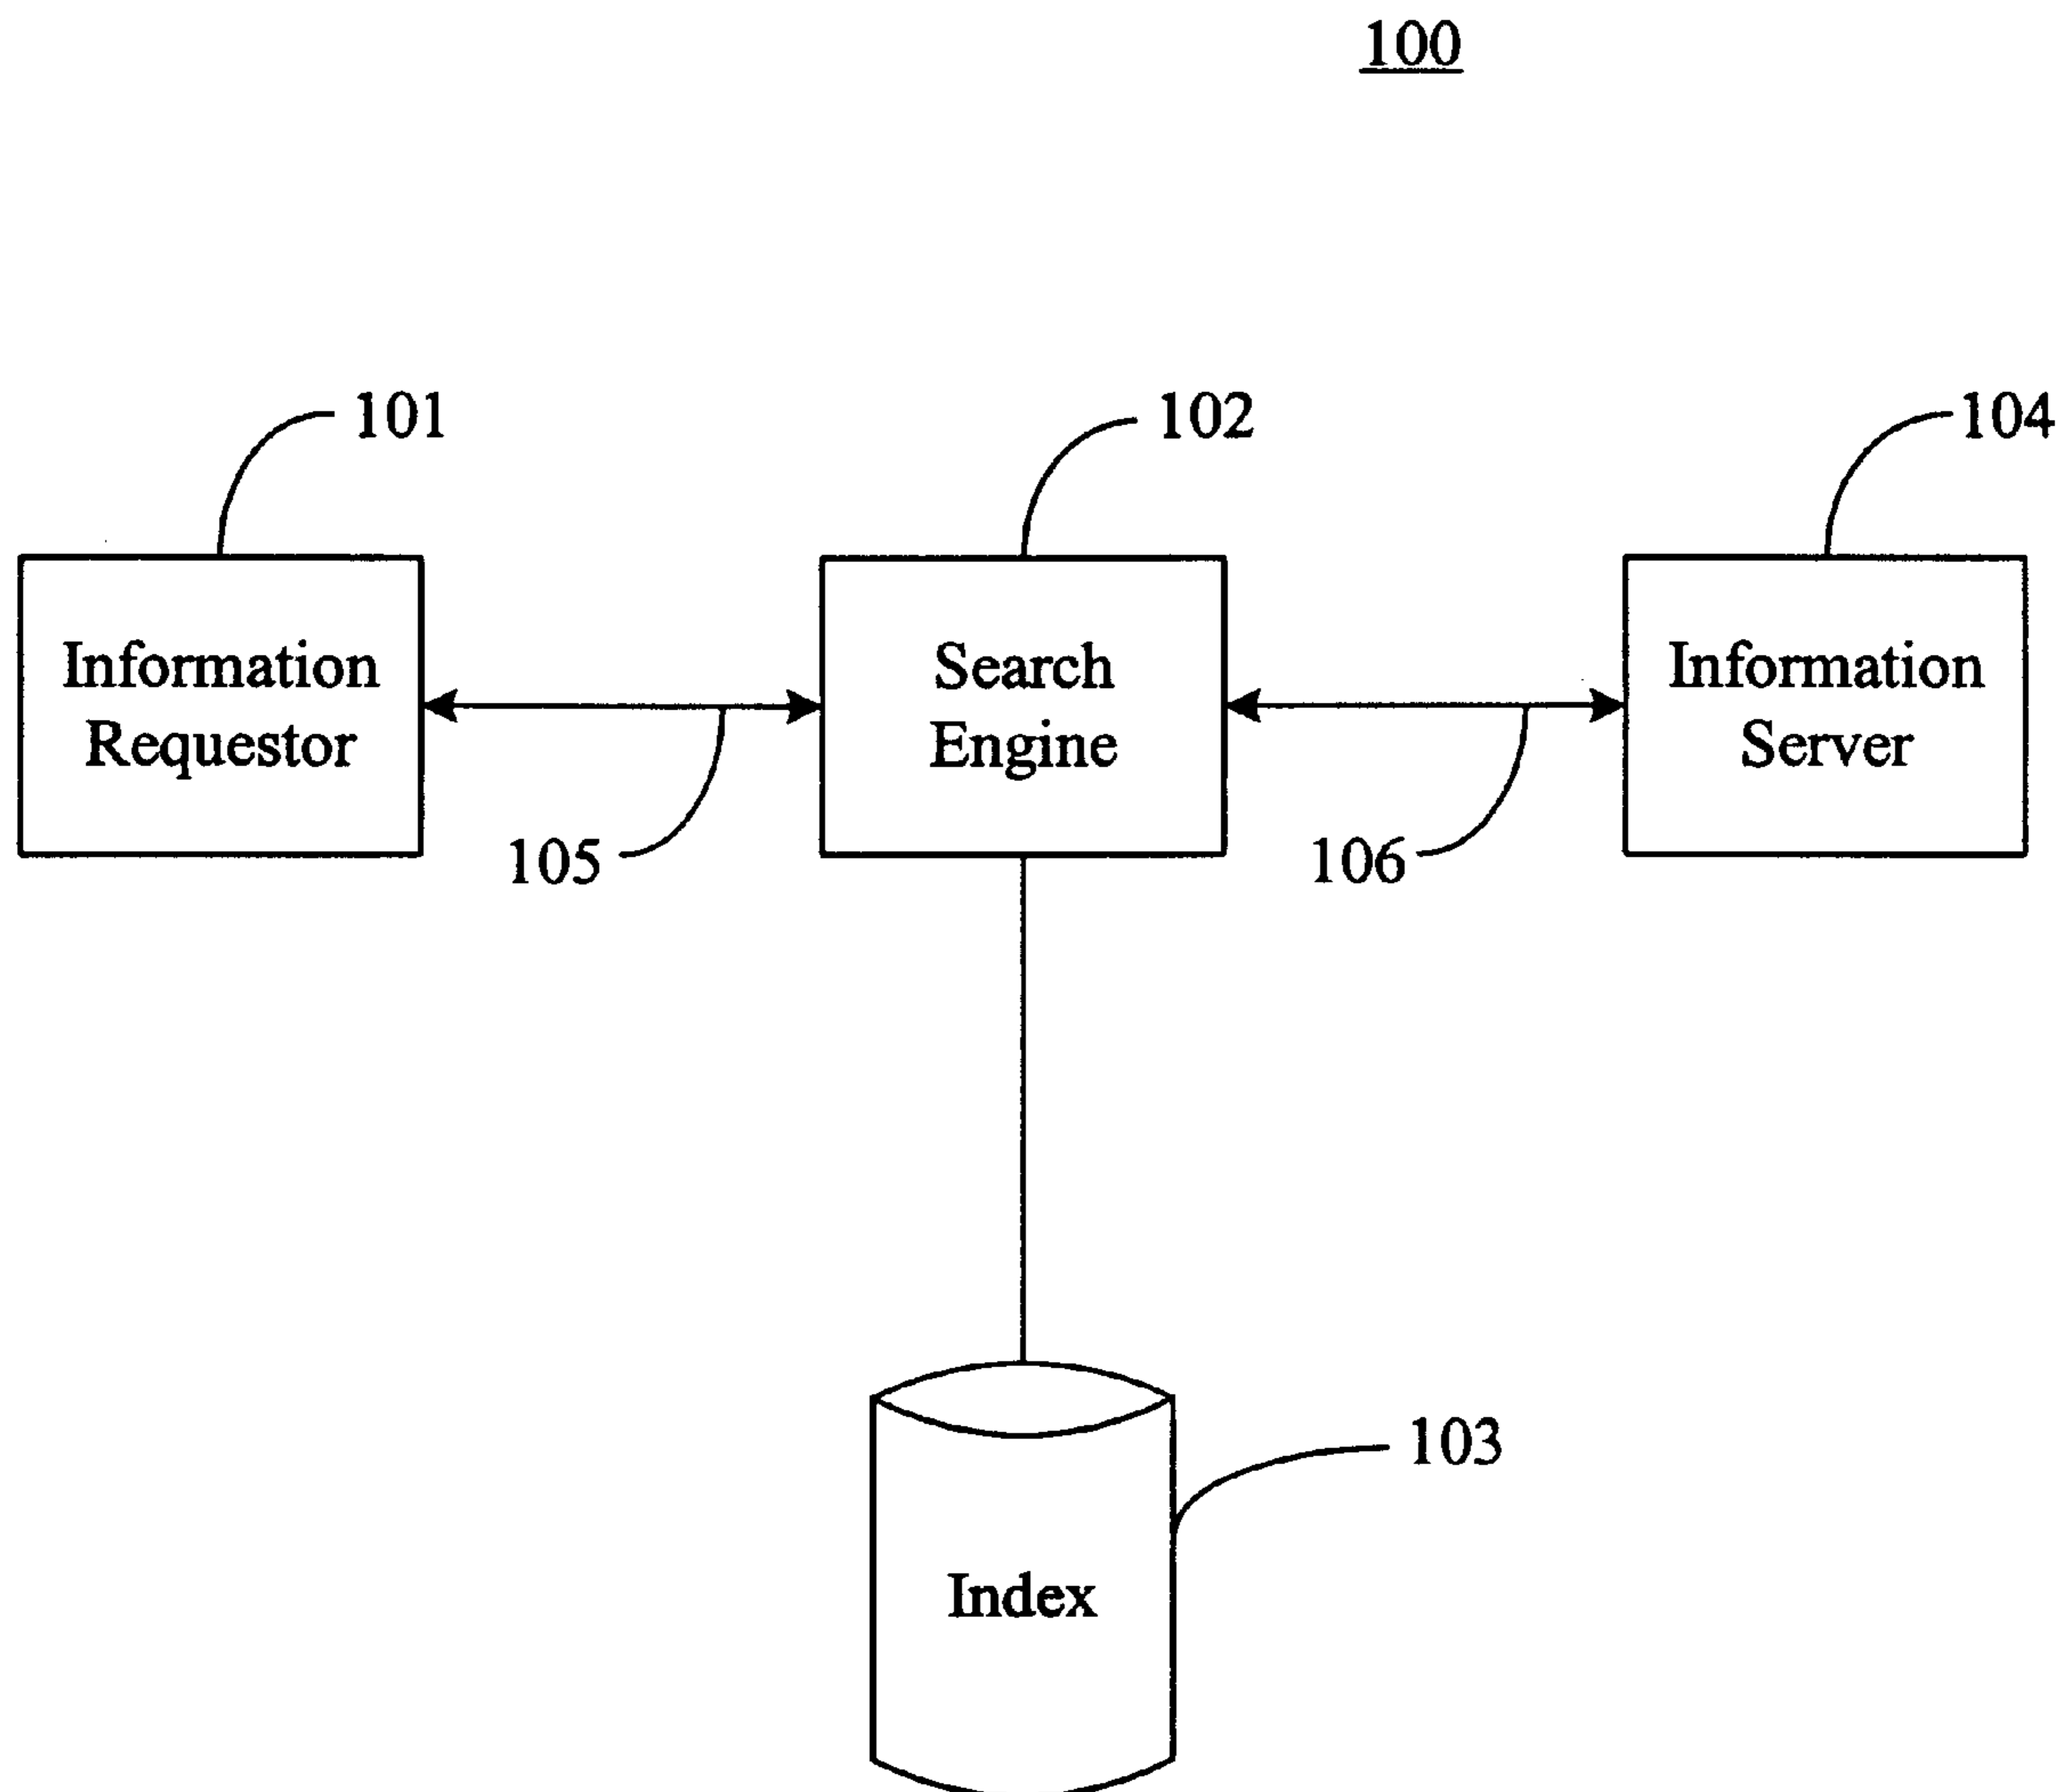 100
101
102
104
Information
Requestor
Search
Engine
Information
Server
105
106
103
Index